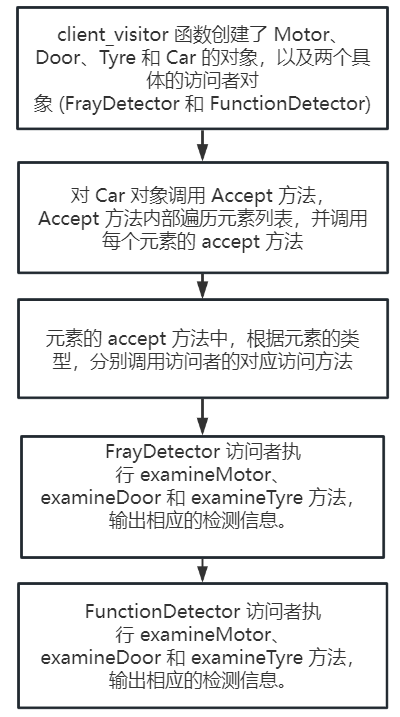 client_visitor 函数创建了 Motor、
Door、Tyre 和 Car 的对象，以及两个具
体的访问者对
象 (FrayDetector 和 FunctionDetector)
对 Car 对象调用 Accept 方法，
Accept 方法内部遍历元素列表，并调用
每个元素的 accept 方法
元素的 accept 方法中，根据元素的类
型，分别调用访问者的对应访问方法
FrayDetector 访问者执
行 examineMotor、
examineDoor 和 examineTyre 方法，
输出相应的检测信息。
FunctionDetector 访问者执
行 examineMotor、
examineDoor 和 examineTyre 方法，
输出相应的检测信息。